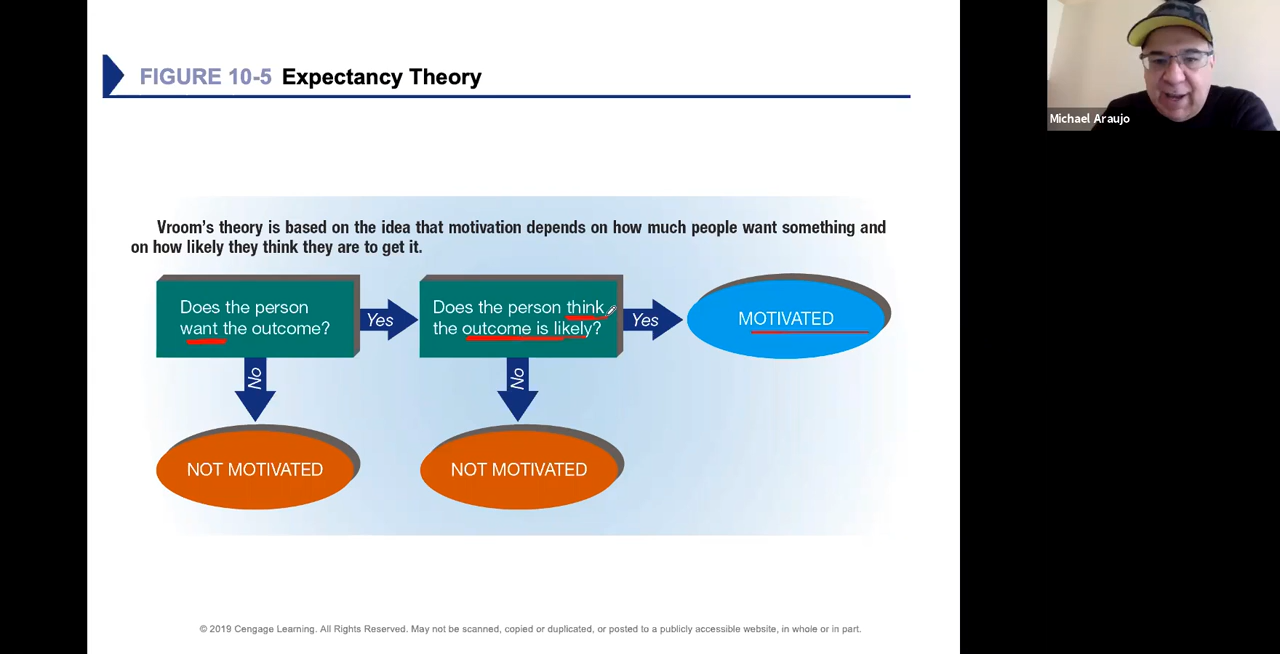 FIGURE 10-5 Expectancy Theory
Michael Araujo
Vroom's theory is based on the idea that motivation depends on how much people want something and
on how likely they think they are to get it.
Does the person
want the outcome?
Yes
Does the person think
the outcome is likely?
Yes
MOTIVATED
No
No
NOT MOTIVATED
NOT MOTIVATED
© 2019 Cengage Learning. All Rights Reserved. May not be scanned, copied or duplicated, or posted to a publicly accessible website, in whole or in part.